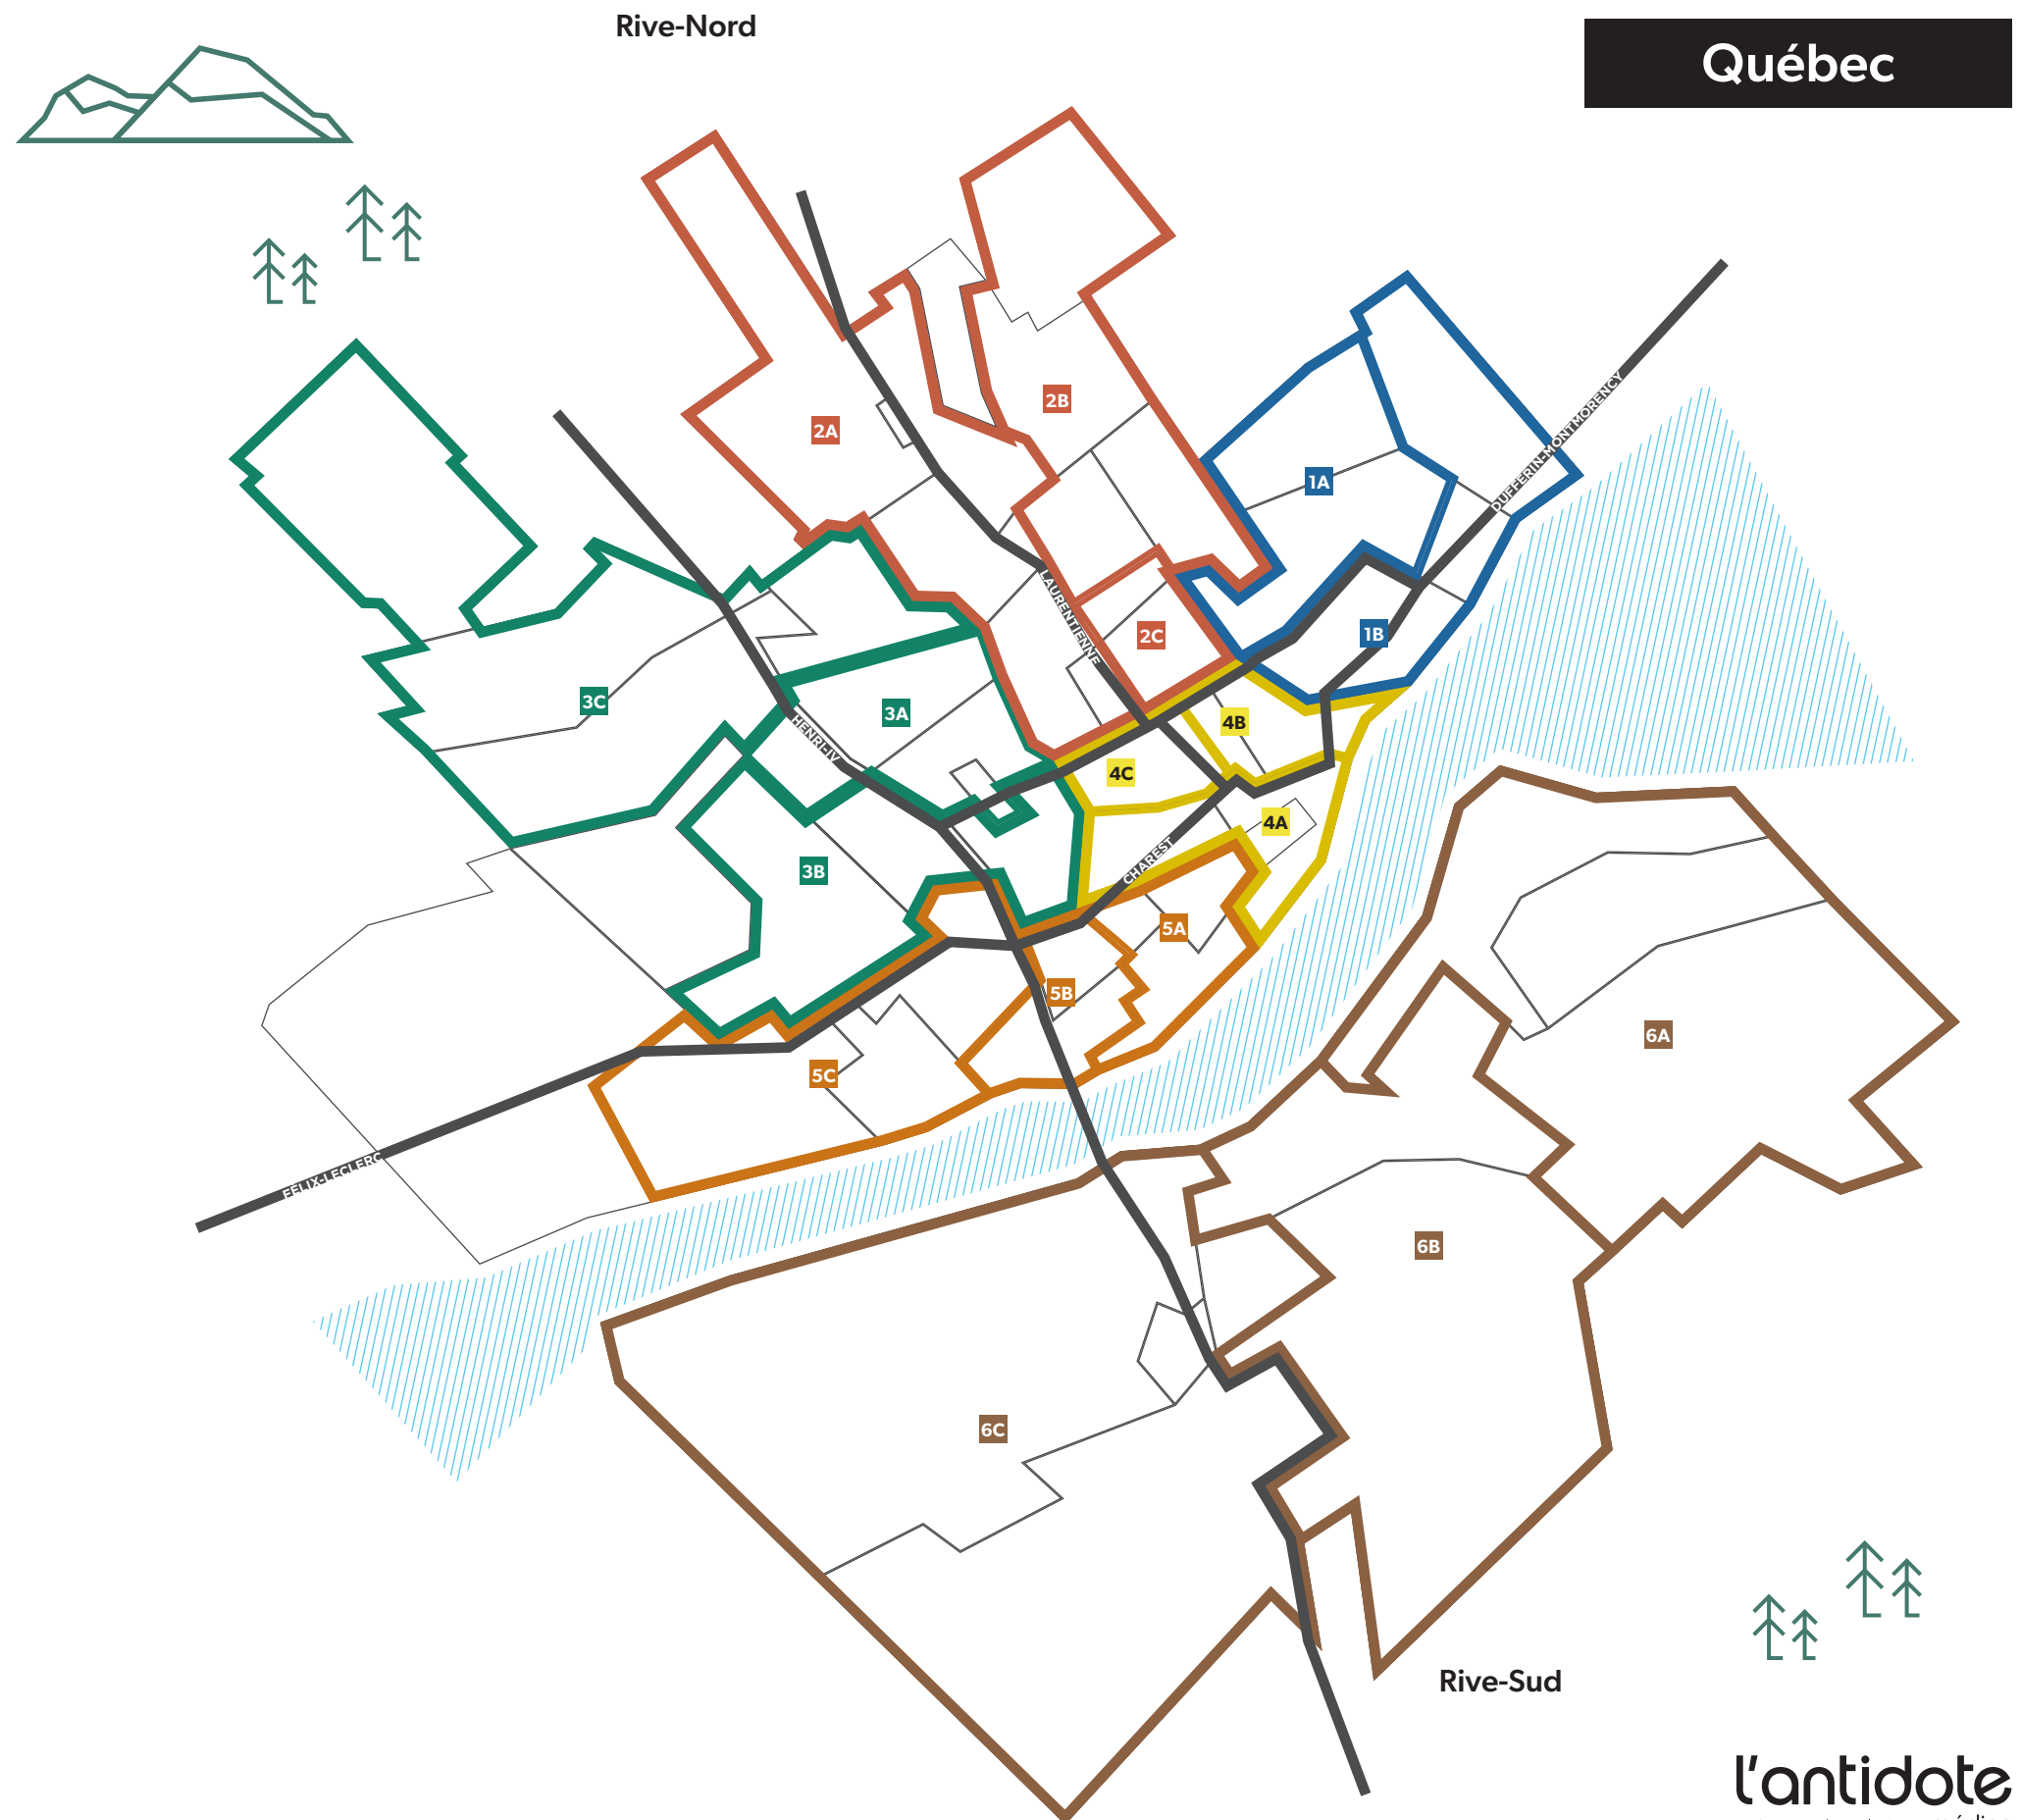 Rive-Nord
Québec
2B
2A
1A
DUFFERIN-MONTMORENCY
LAURENTIENNE
2C
1B
3C
3A
4B
HENRI-IV
4C
4A
3B
CHAREST
5A
5B
6A
5C
FÉLIX-LECLERC
6B
6C
Rive-Sud
l'antidote